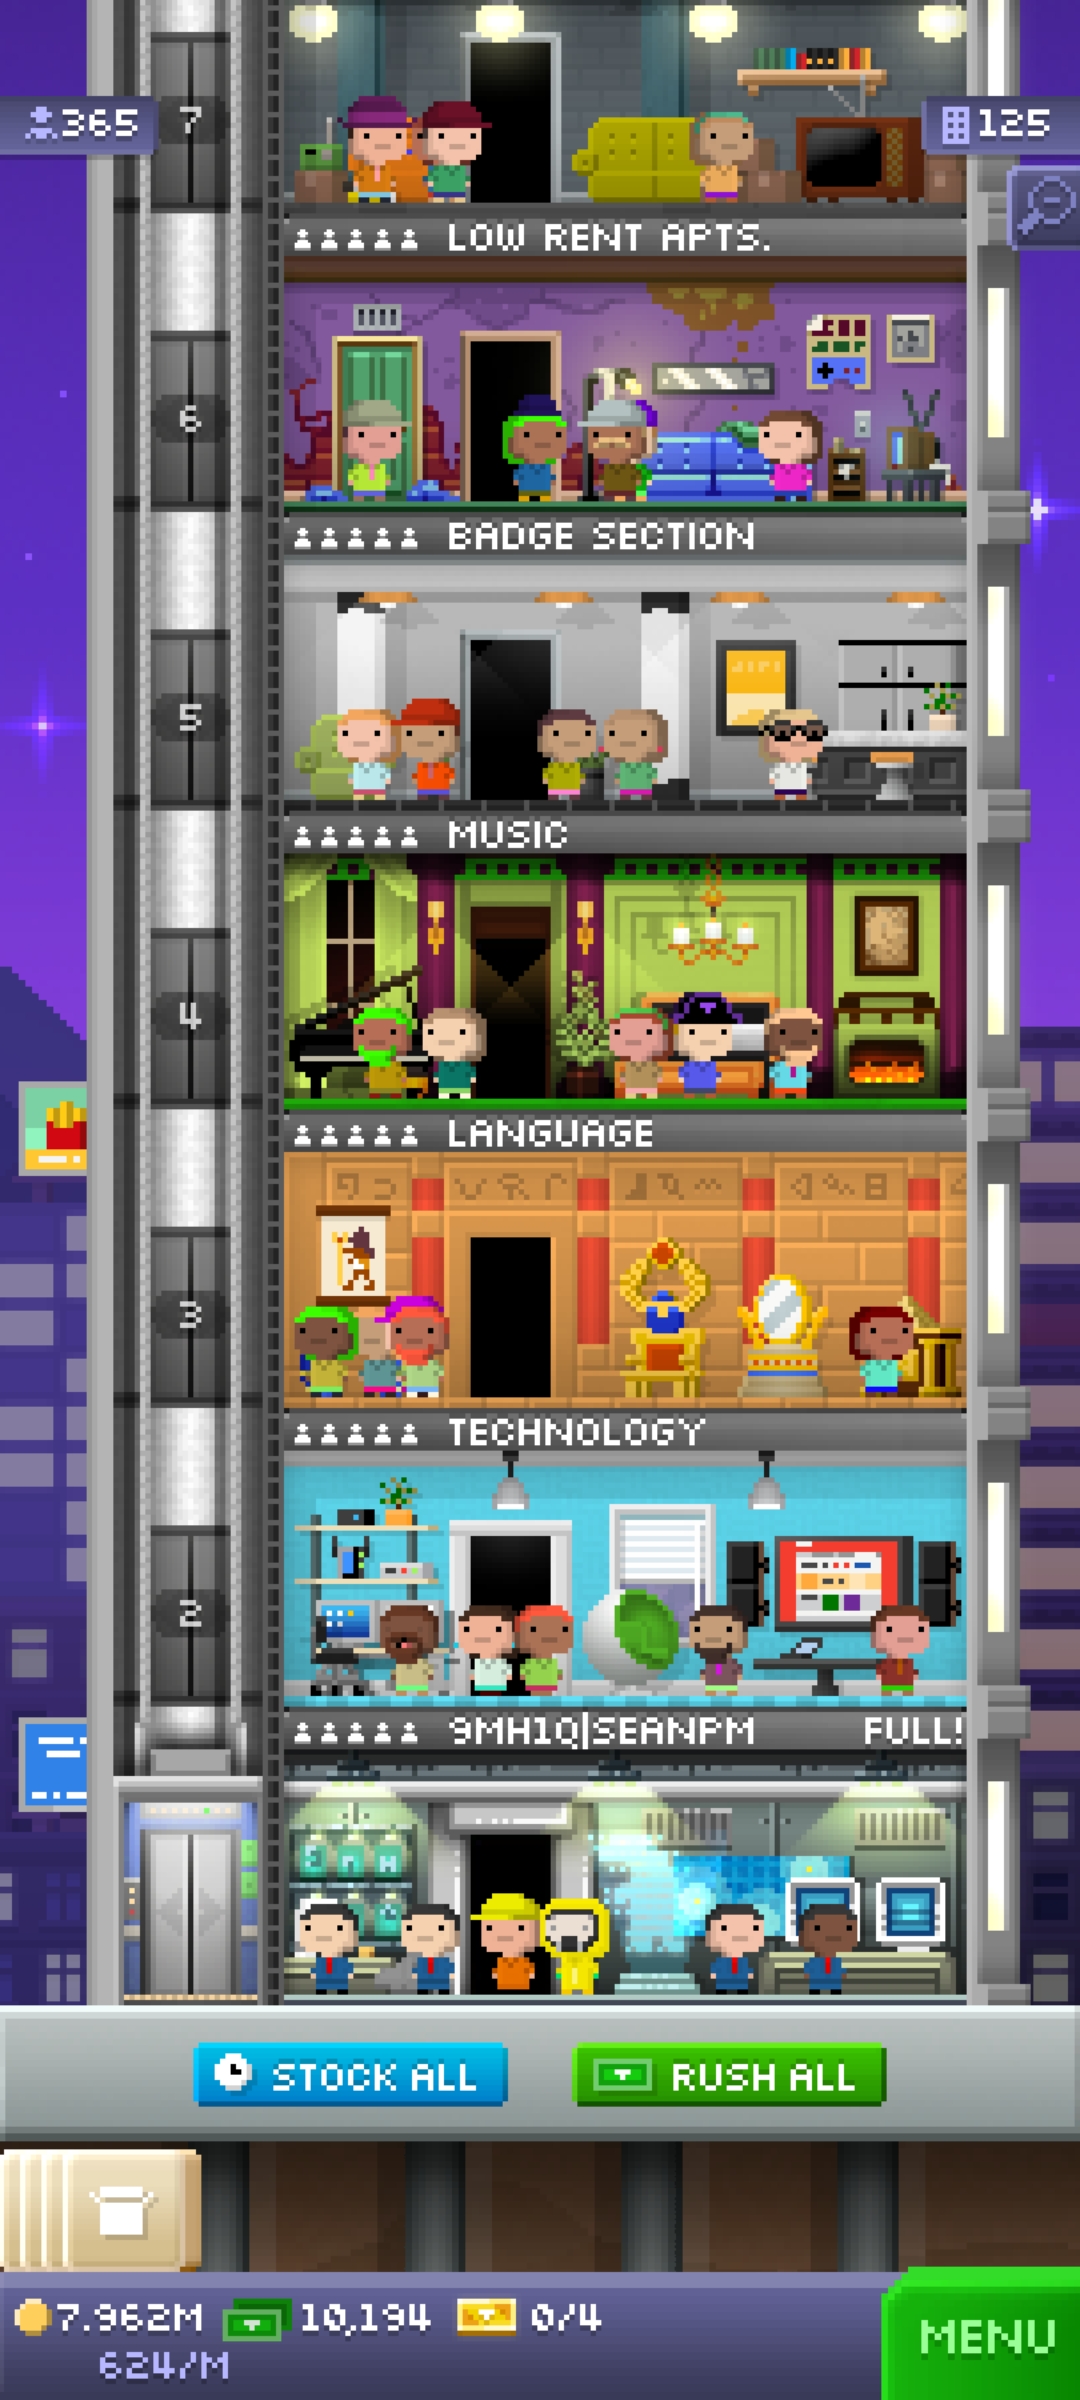 365
7
125
LOW RENT APTS.
6
BADGE SECTION
5
MUSIC
4
LANGUAGE
3
TECHNOLOGY
2
9MH1Q|SEANPM FULL!
STOCK ALL
RUSH ALL
7.962M 10,194 0/4
624/M
MENU